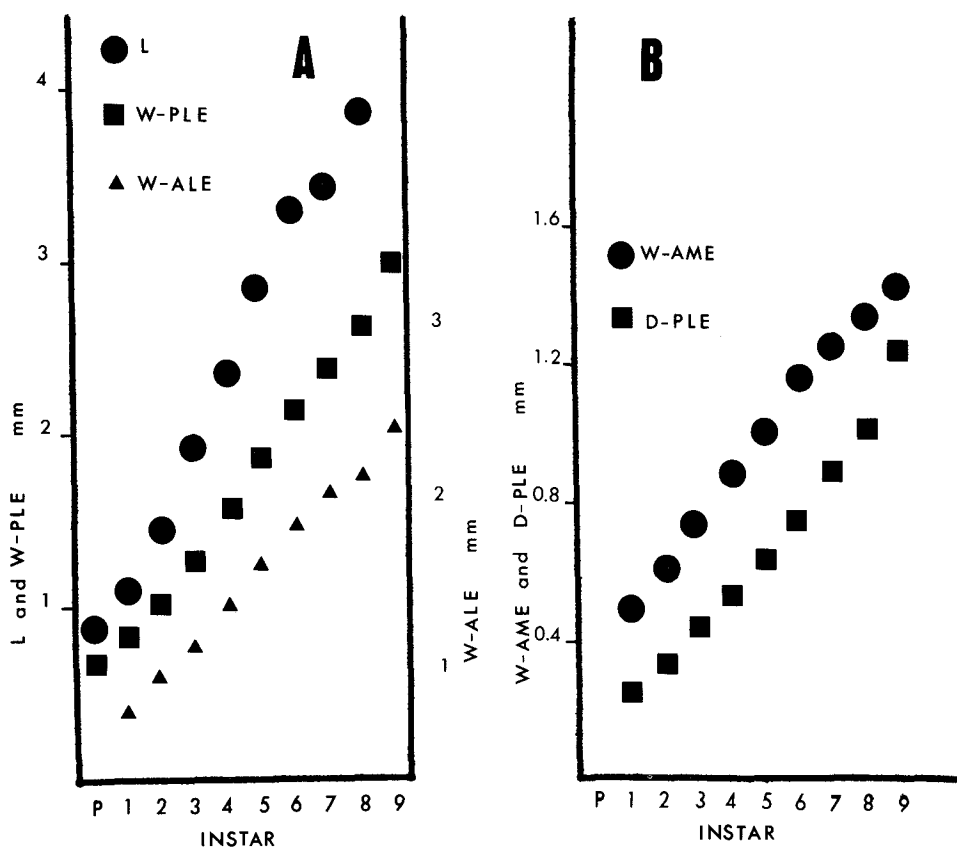 A
L
W-PLE
W-ALE
4
3
2
1
L and W-PLE mm
3
2
1
W-ALE mm
P 1 2 3 4 5 6 7 8 9
INSTAR
B
W-AME
D-PLE
1.6
1.2
0.8
0.4
W-AME and D-PLE mm
P 1 2 3 4 5 6 7 8 9
INSTAR